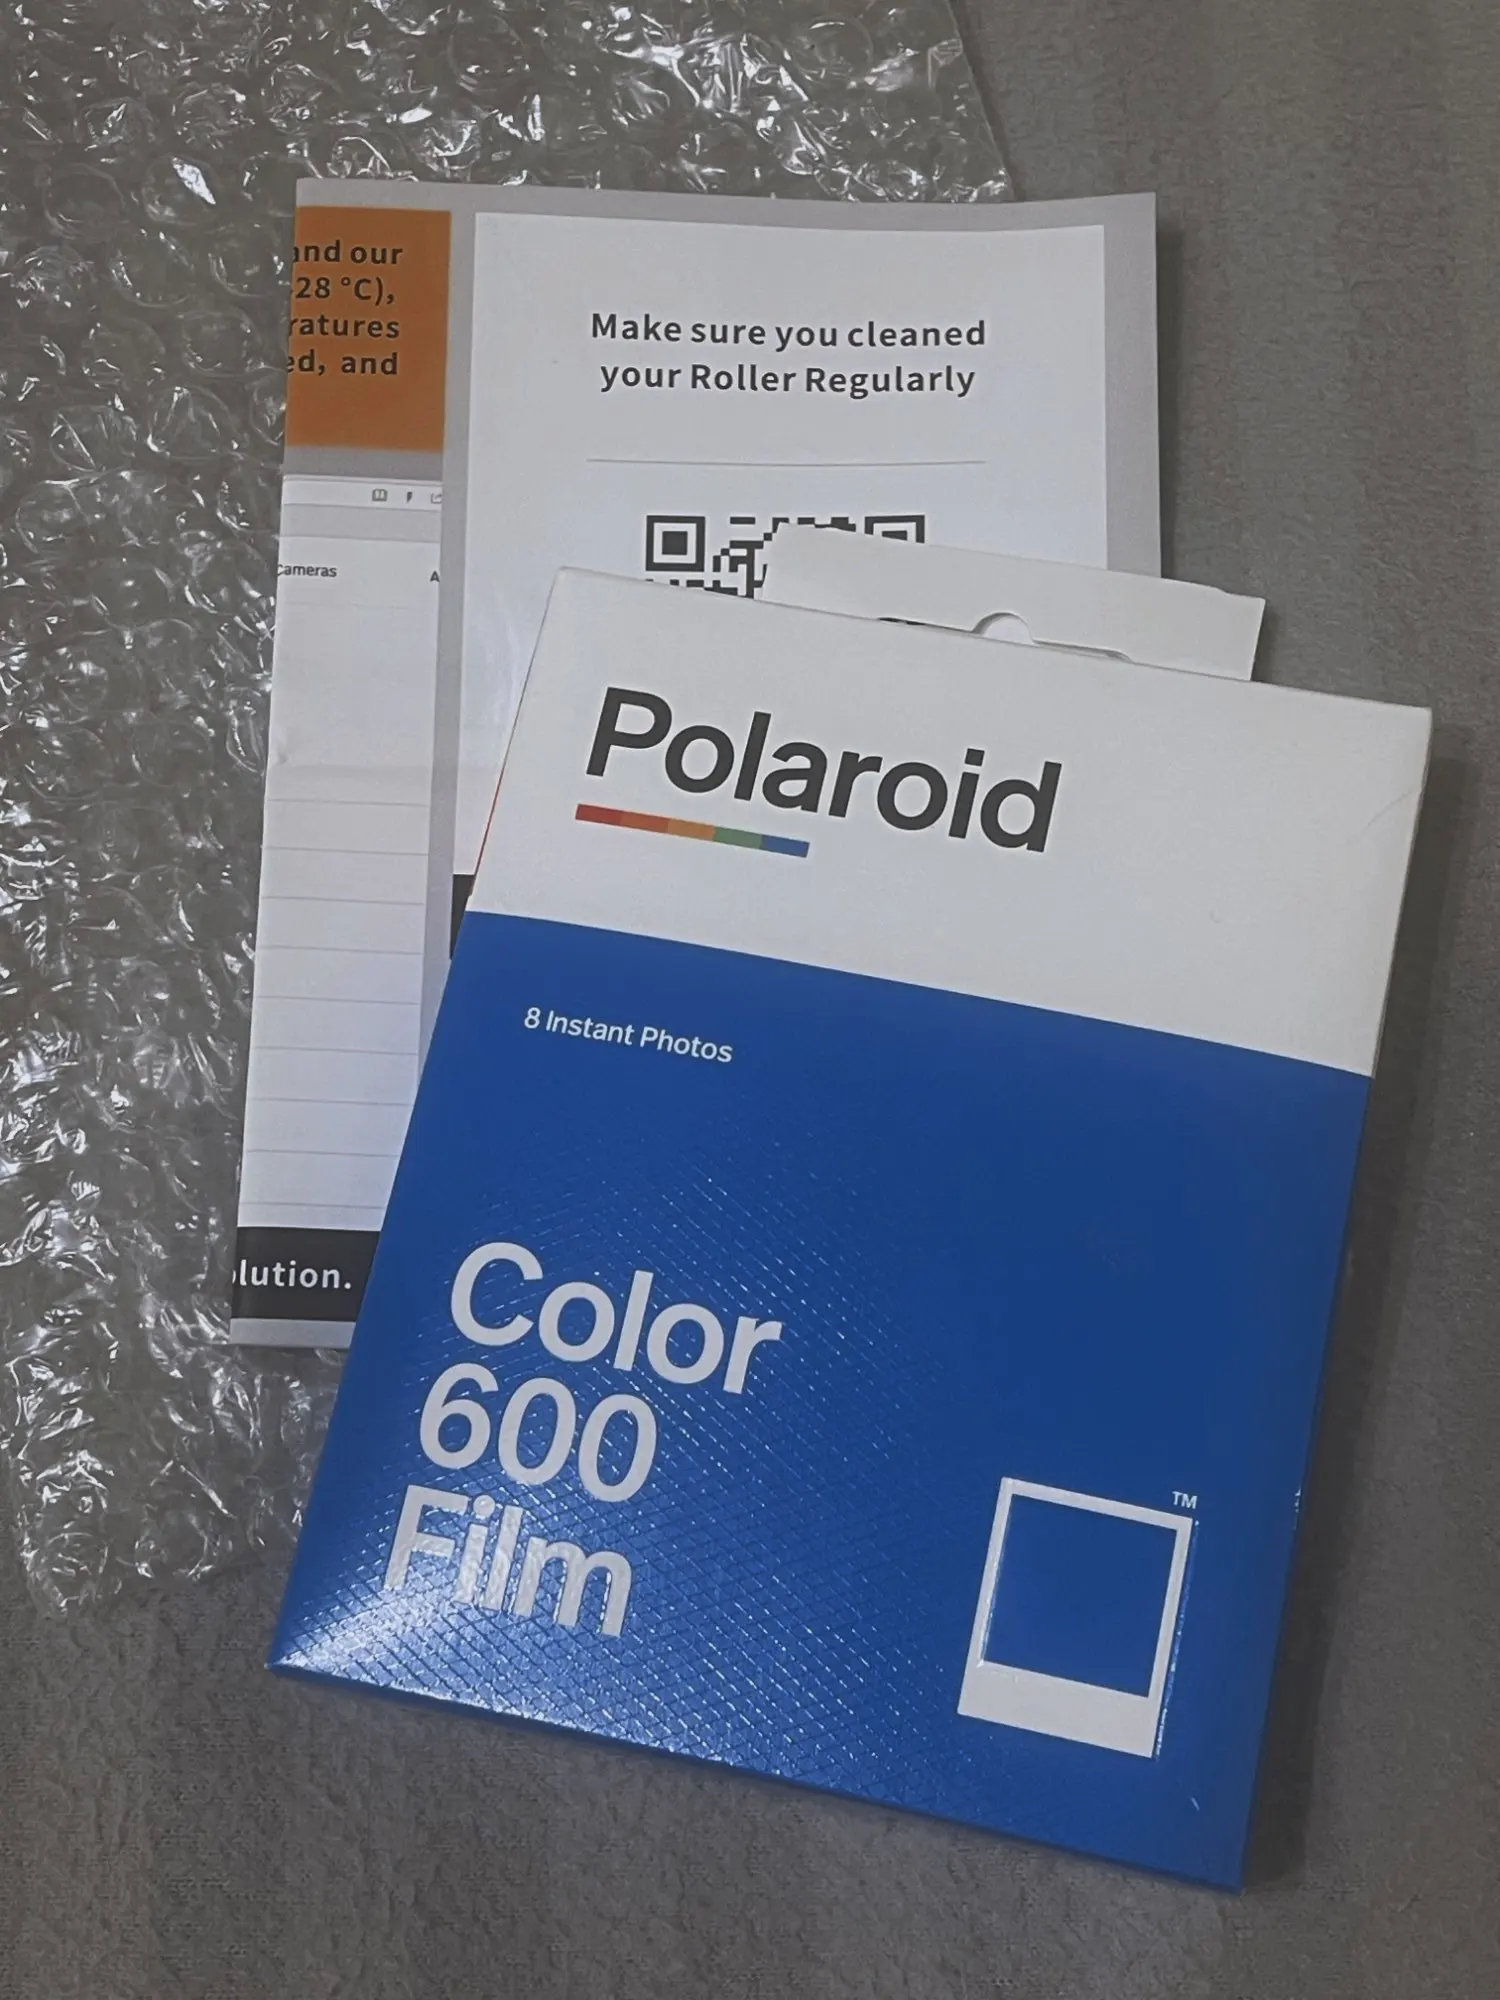 and our
28 °C),
ratures
ed, and
Make sure you cleaned
your Roller Regularly
Cameras
A
lution.
Polaroid
8 Instant Photos
Color
600
Film
TM